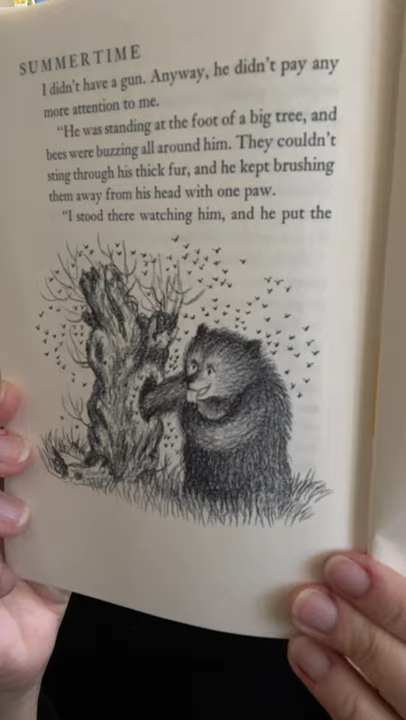 SUMMERTIME
I didn't have a gun. Anyway, he didn't pay any
more attention to me.
"He was standing at the foot of a big tree, and
bees were buzzing all around him. They couldn't
sting through his thick fur, and he kept brushing
them away from his head with one paw.
"I stood there watching him, and he put the